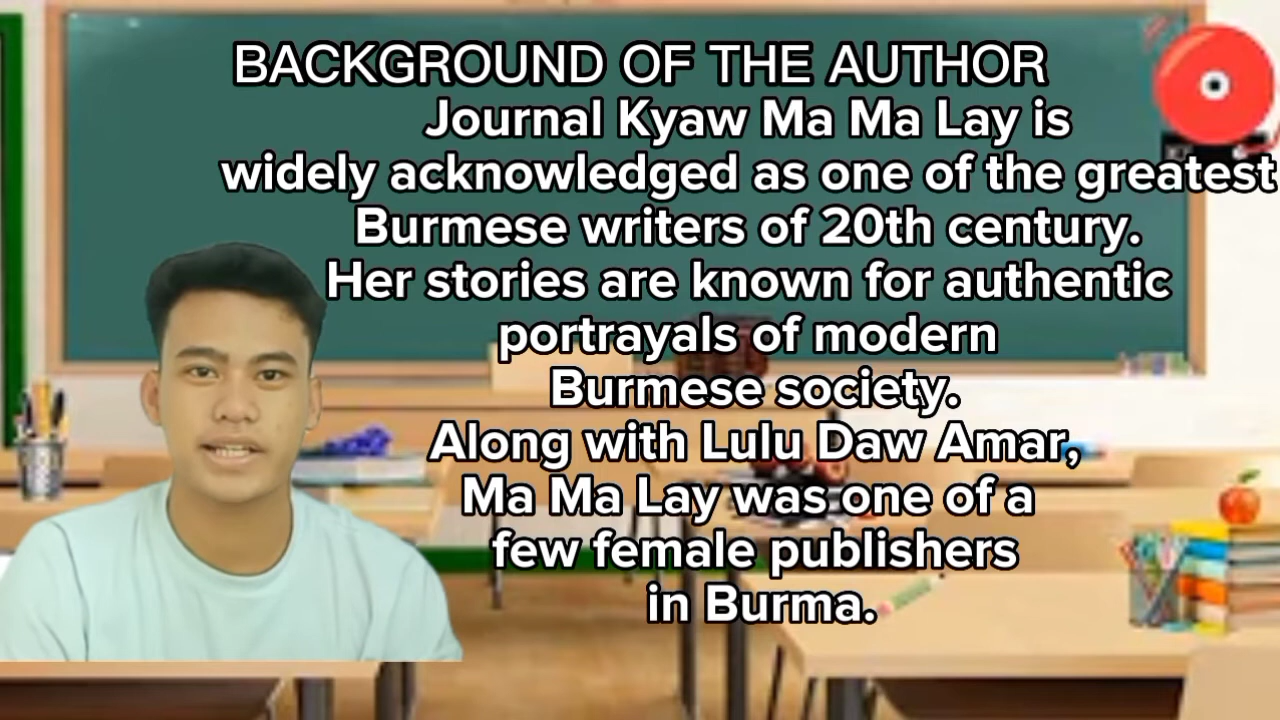 BACKGROUND OF THE AUTHOR
Journal Kyaw Ma Ma Lay is
widely acknowledged as one of the greatest
Burmese writers of 20th century.
Her stories are known for authentic
portrayals of modern
Burmese society.
Along with Lulu Daw Amar,
Ma Ma Lay was one of a
few female publishers
in Burma.